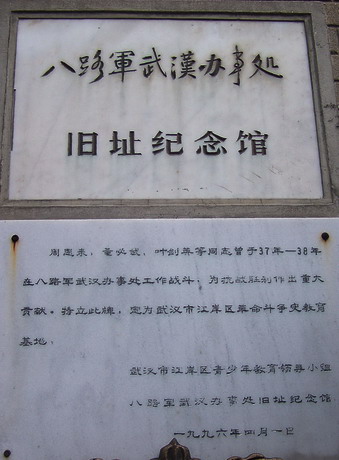 八路軍武漢办事处
旧址纪念馆
周恩来，董必武，叶剑英等同志曾于37年—38年
在八路军武汉办事处工作战斗，为抗战胜利作出重大
贡献。特立此牌，定为武汉市江岸区革命斗争史教育
基地。
武汉市江岸区青少年教育领导小组
八路军武汉办事处旧址纪念馆
一九九六年四月一日